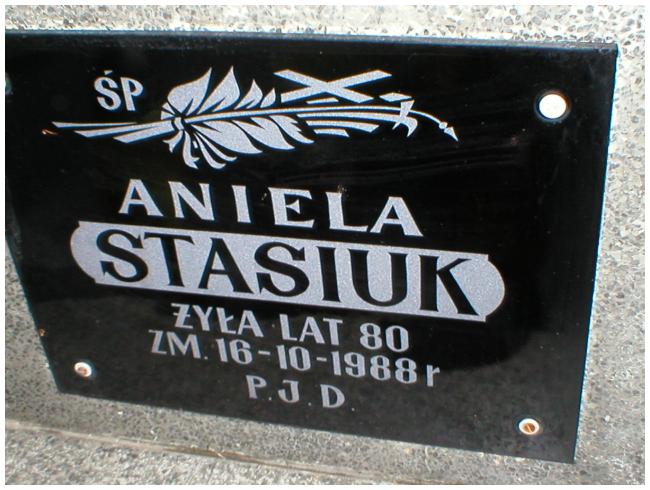 ŚP
ANIELA
STASIUK
ŻYŁA LAT 80
ZM. 16-10-1988 r
P.J.D.